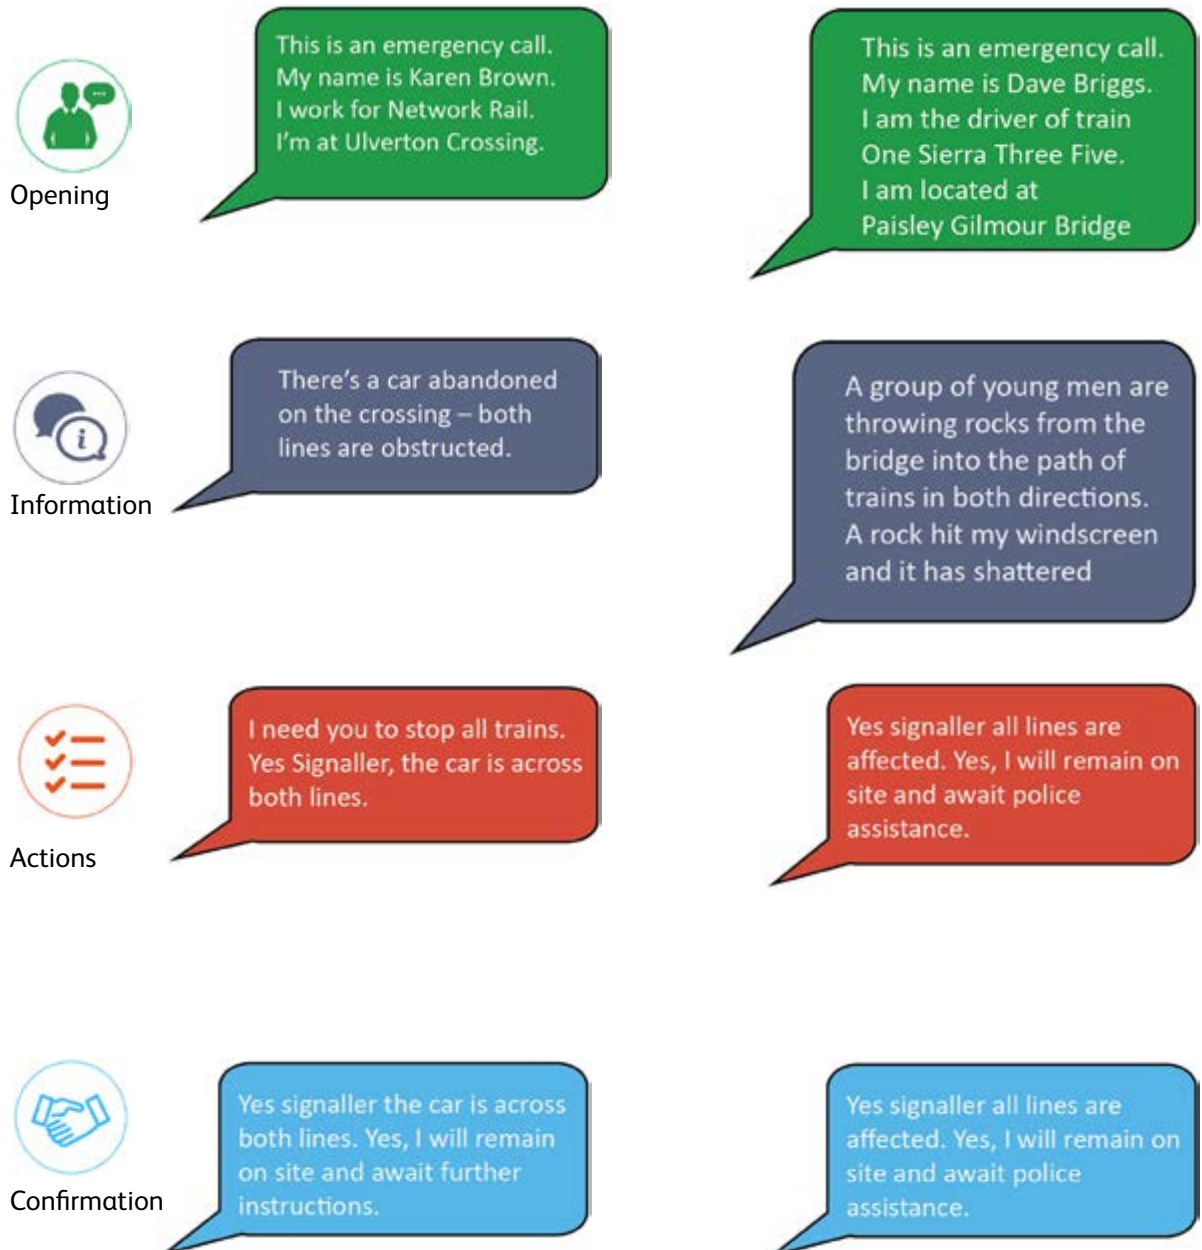 This is an emergency call.
My name is Karen Brown.
I work for Network Rail.
I'm at Ulverton Crossing.
This is an emergency call.
My name is Dave Briggs.
I am the driver of train
One Sierra Three Five.
I am located at
Paisley Gilmour Bridge
Opening
There's a car abandoned
on the crossing – both
lines are obstructed.
A group of young men are
throwing rocks from the
bridge into the path of
trains in both directions.
A rock hit my windscreen
and it has shattered
i
Information
I need you to stop all trains.
Yes Signaller, the car is across
both lines.
Yes signaller all lines are
affected. Yes, I will remain on
site and await police
assistance.
Actions
Yes signaller the car is across
both lines. Yes, I will remain
on site and await further
instructions.
Yes signaller all lines are
affected. Yes, I will remain on
site and await police
assistance.
Confirmation